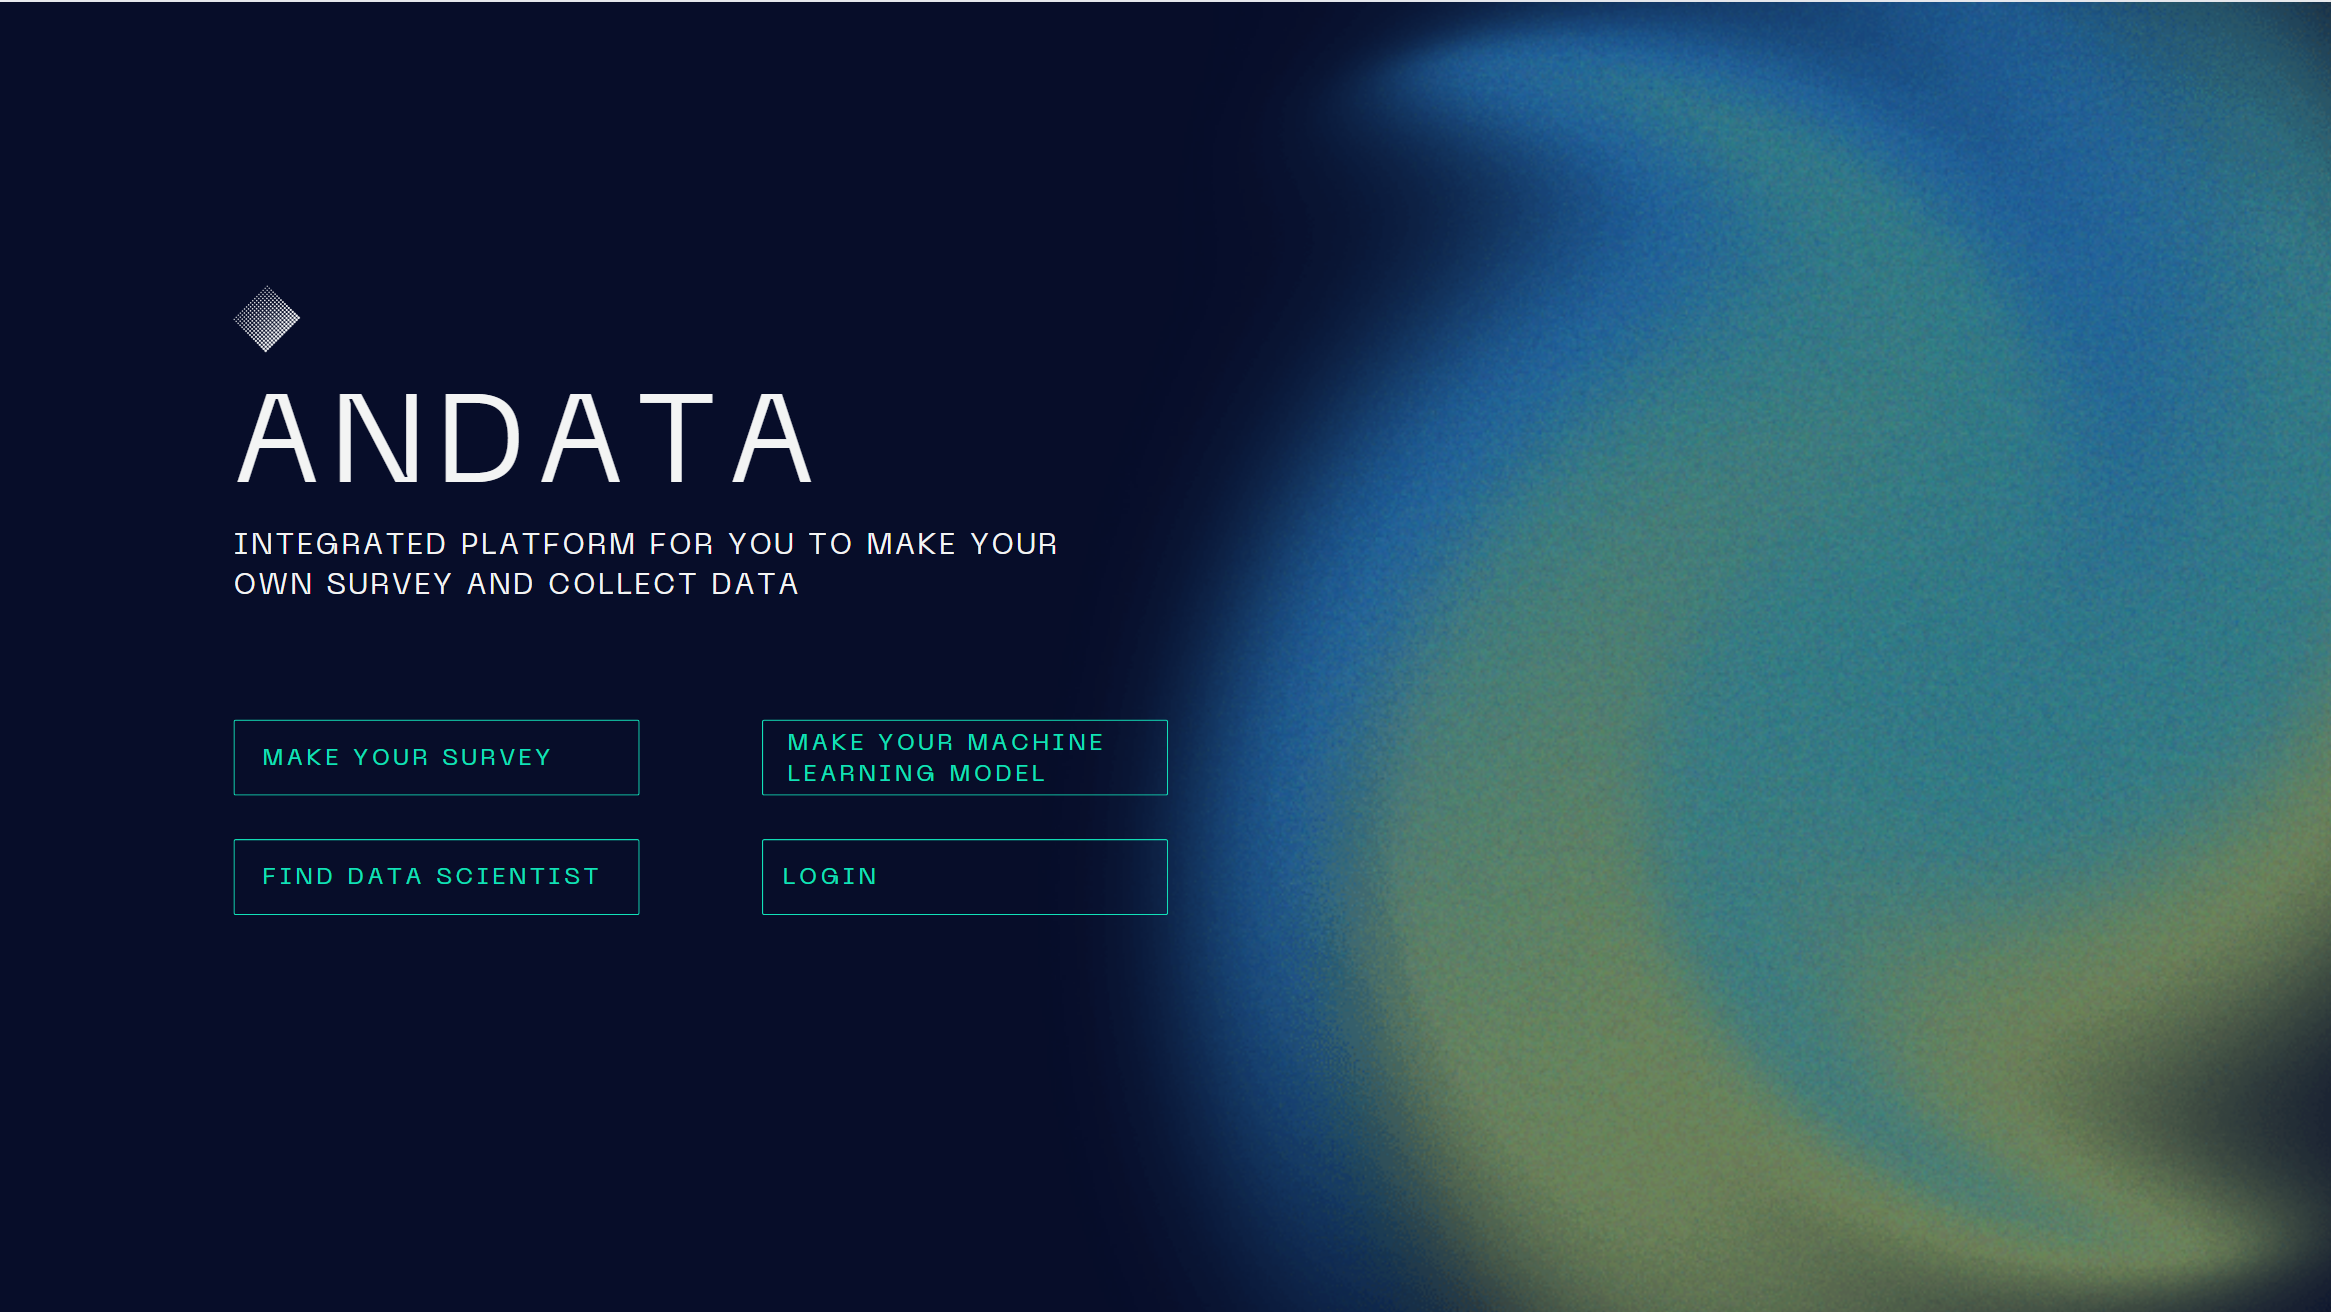 ANDATA
INTEGRATED PLATFORM FOR YOU TO MAKE YOUR
OWN SURVEY AND COLLECT DATA
MAKE YOUR SURVEY
MAKE YOUR MACHINE
LEARNING MODEL
FIND DATA SCIENTIST
LOGIN